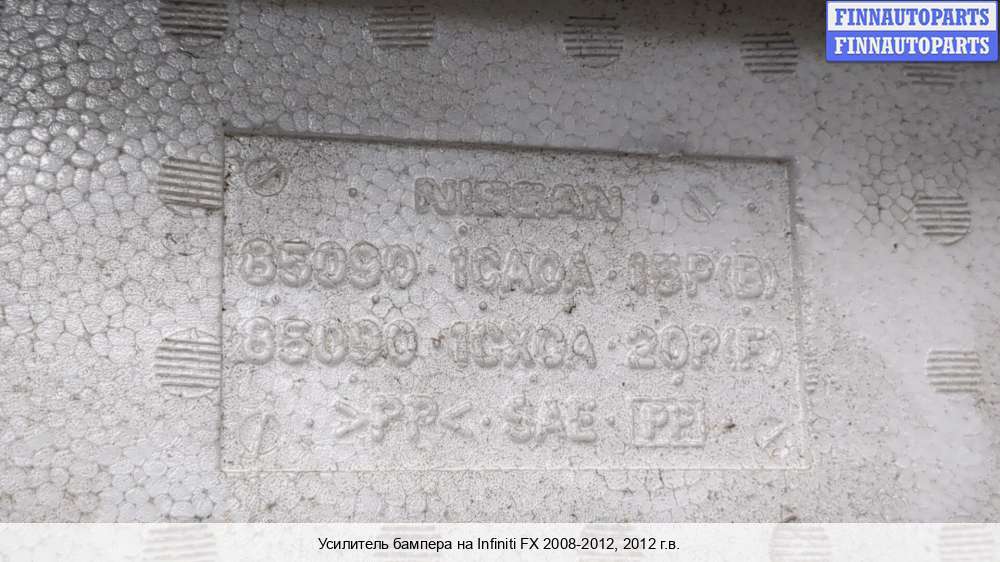 FINNAUTOPARTS
FINNAUTOPARTS
NISSAN
85090 · 1CA0A · 15P(B)
85090 · 1CX0A · 20P(F)
>PP< · SAE · PP
Усилитель бампера на Infiniti FX 2008-2012, 2012 г.в.